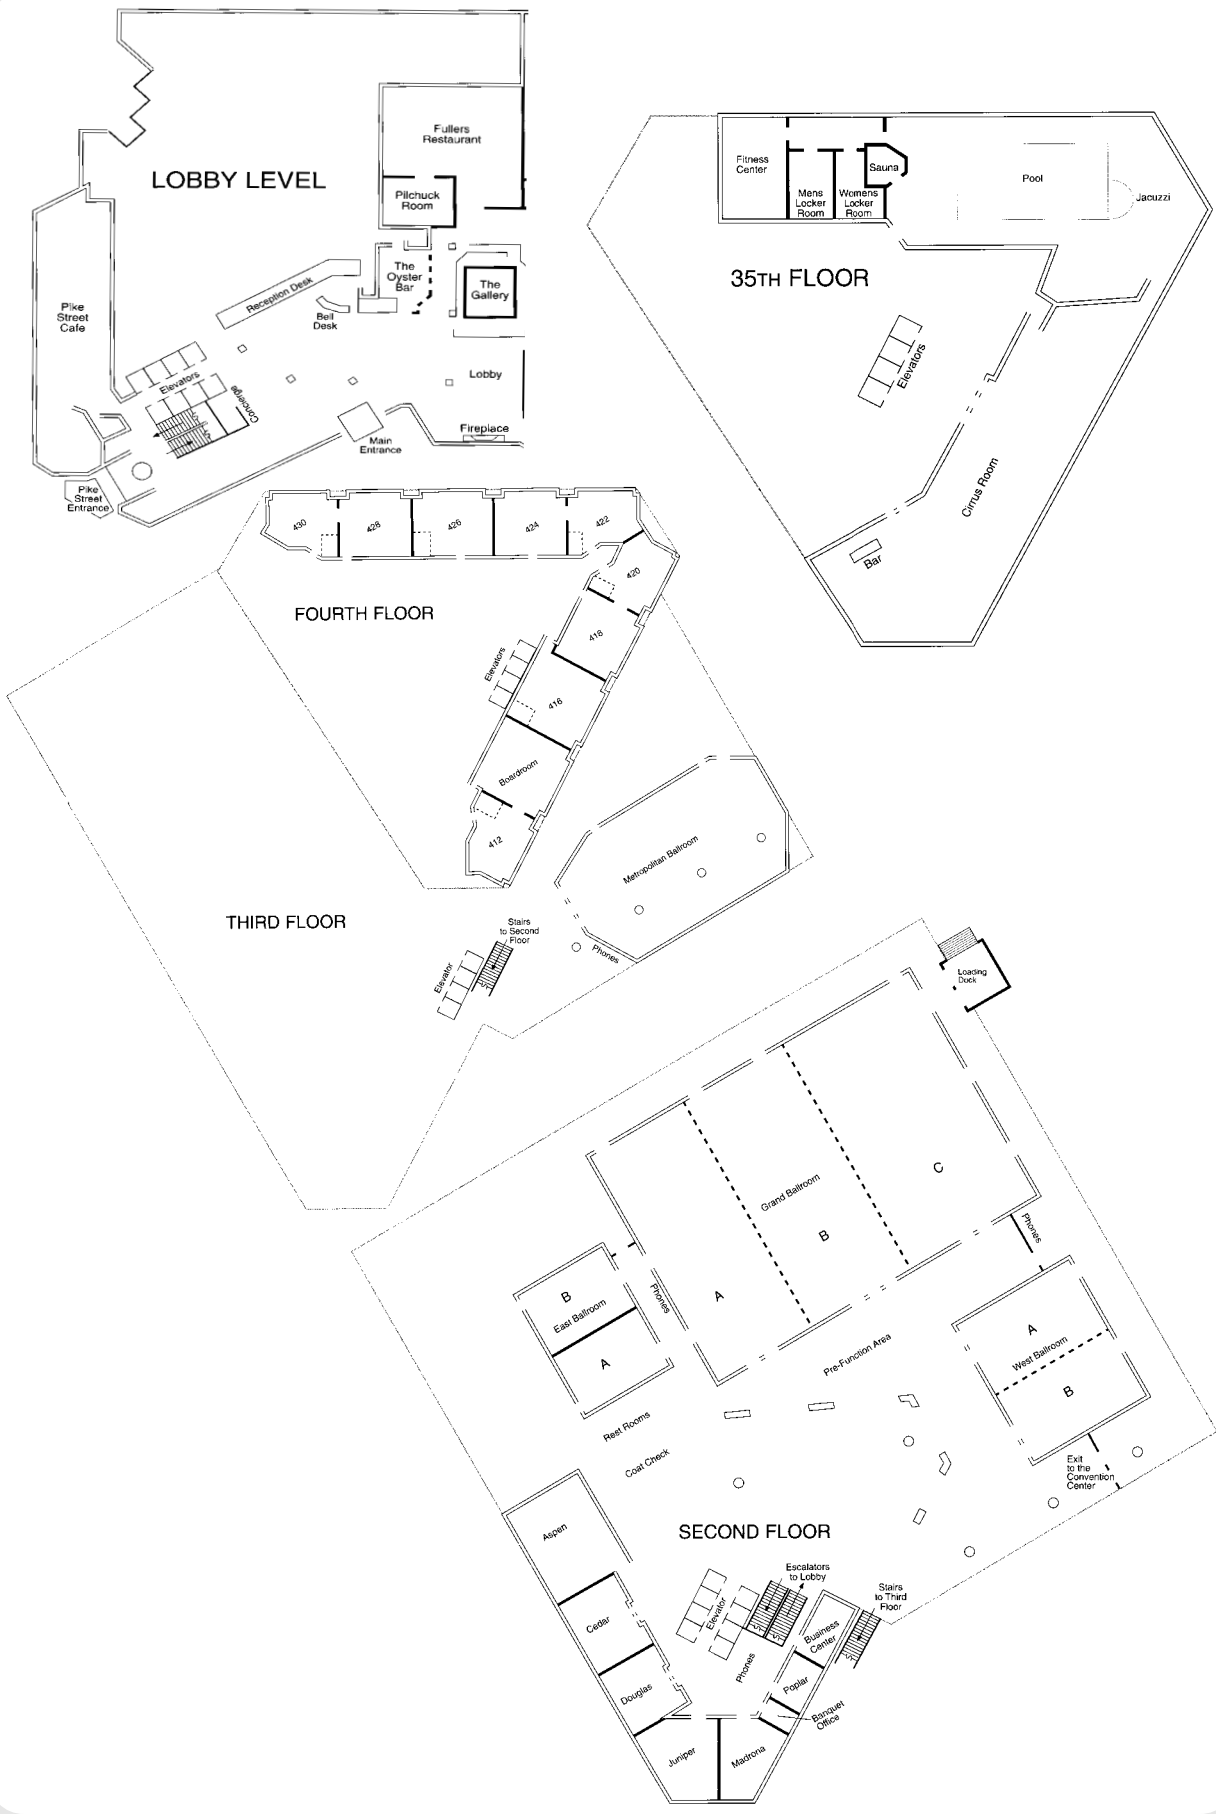 LOBBY LEVEL
Fullers
Restaurant
Pilchuck
Room
The
Oyster
Bar
The
Gallery
Reception Desk
Bell
Desk
Pike
Street
Cafe
Elevators
Concierge
Lobby
Fireplace
Main
Entrance
Pike
Street
Entrance
35TH FLOOR
Fitness
Center
Mens
Locker
Room
Womens
Locker
Room
Sauna
Pool
Jacuzzi
Elevators
Cirrus Room
Bar
FOURTH FLOOR
430
428
426
424
422
420
418
416
Boardroom
412
Elevators
THIRD FLOOR
Metropolitan Ballroom
Stairs
to Second
Floor
Elevator
Phones
SECOND FLOOR
Loading
Dock
Grand Ballroom
A
B
C
Phones
B
East Ballroom
A
Phones
Pre-Function Area
A
West Ballroom
B
Rest Rooms
Coat Check
Exit
to the
Convention
Center
Aspen
Cedar
Douglas
Juniper
Madrona
Elevator
Escalators
to Lobby
Stairs
to Third
Floor
Business
Center
Phones
Poplar
Banquet
Office